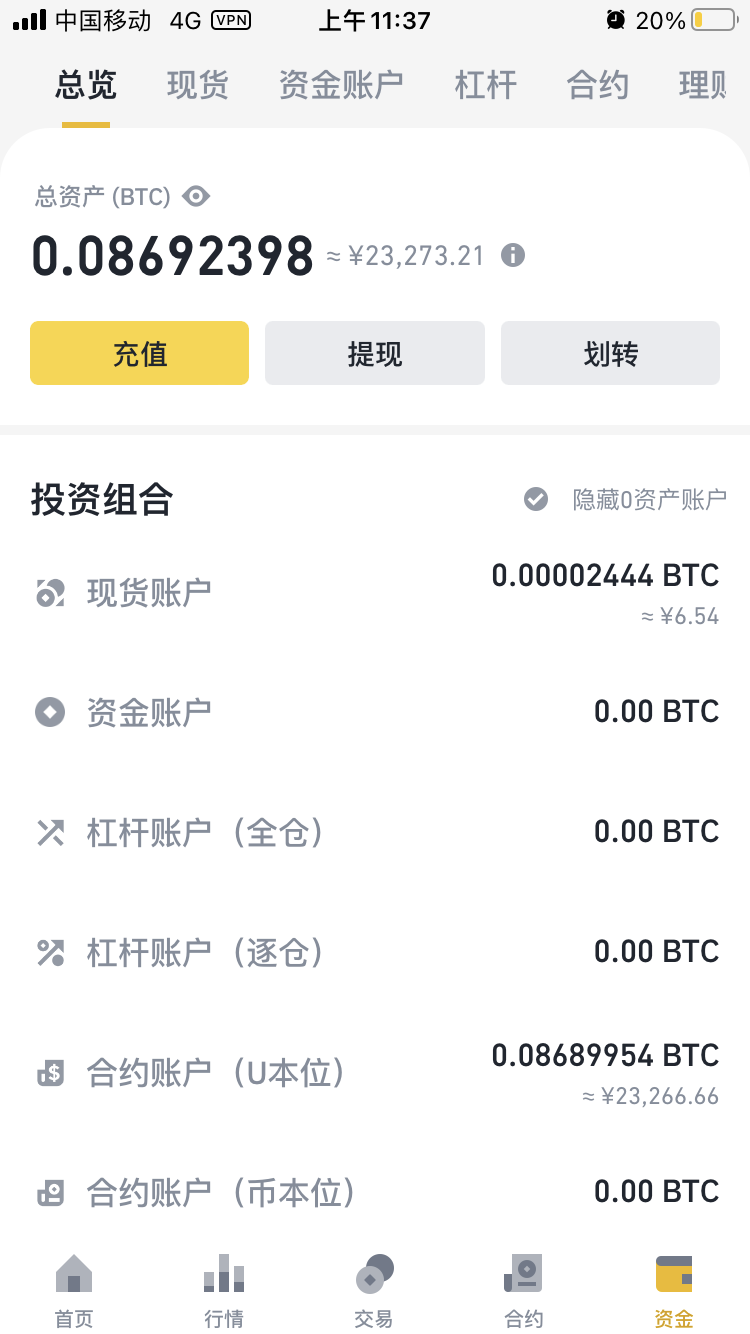 中国移动 4G VPN 上午11:37 20%
总览 现货 资金账户 杠杆 合约 理财
总资产 (BTC)
0.08692398 ≈ ¥23,273.21
充值 提现 划转
投资组合 隐藏0资产账户
现货账户 0.00002444 BTC
≈ ¥6.54
资金账户 0.00 BTC
杠杆账户（全仓） 0.00 BTC
杠杆账户（逐仓） 0.00 BTC
合约账户（U本位） 0.08689954 BTC
≈ ¥23,266.66
合约账户（币本位） 0.00 BTC
首页 行情 交易 合约 资金